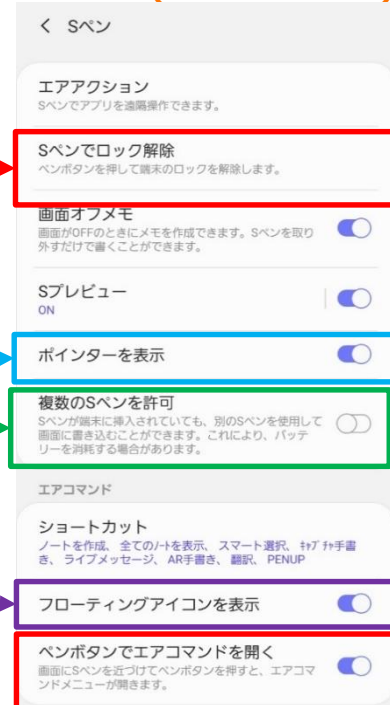 Sペン
エアアクション
Sペンでアプリを遠隔操作できます。
Sペンでロック解除
ペンボタンを押して端末のロックを解除します。
画面オフメモ
画面がOFFのときにメモを作成できます。Sペンを取り
外すだけで書くことができます。
Sプレビュー
ON
ポインターを表示
複数のSペンを許可
Sペンが端末に挿入されていても、別のSペンを使用して
画面に書き込むことができます。これにより、バッテ
リーを消耗する場合があります。
エアコマンド
ショートカット
ノートを作成、 全てのノートを表示、 スマート選択、 キャプチャ手書
き、 ライブメッセージ、 AR手書き、 翻訳、 PENUP
フローティングアイコンを表示
ペンボタンでエアコマンドを開く
画面にSペンを近づけてペンボタンを押すと、エアコマ
ンドメニューが開きます。